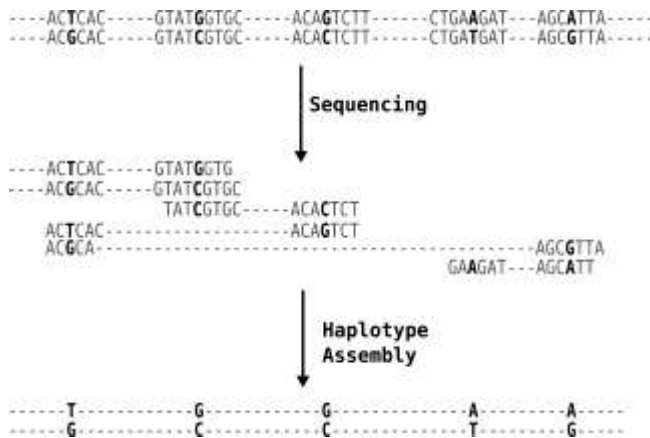 ----ACTCAC-----GTATGGTGC-----ACAGTCTT-----CTGAAGAT---AGCATTA-----
----ACGCAC-----GTATCGTGC-----ACACTCTT-----CTGATGAT---AGCGTTA-----
Sequencing
----ACTCAC-----GTATGGTG
----ACGCAC-----GTATCGTGC
TATCGTGC-----ACACTCT
ACTCAC-------------------ACAGTCT
ACGCA--------------------------------------------AGCGTTA
GAAGAT---AGCATT
Haplotype
Assembly
------T------------G------------G--------------A---------A-----
------G------------C------------C--------------T---------G-----